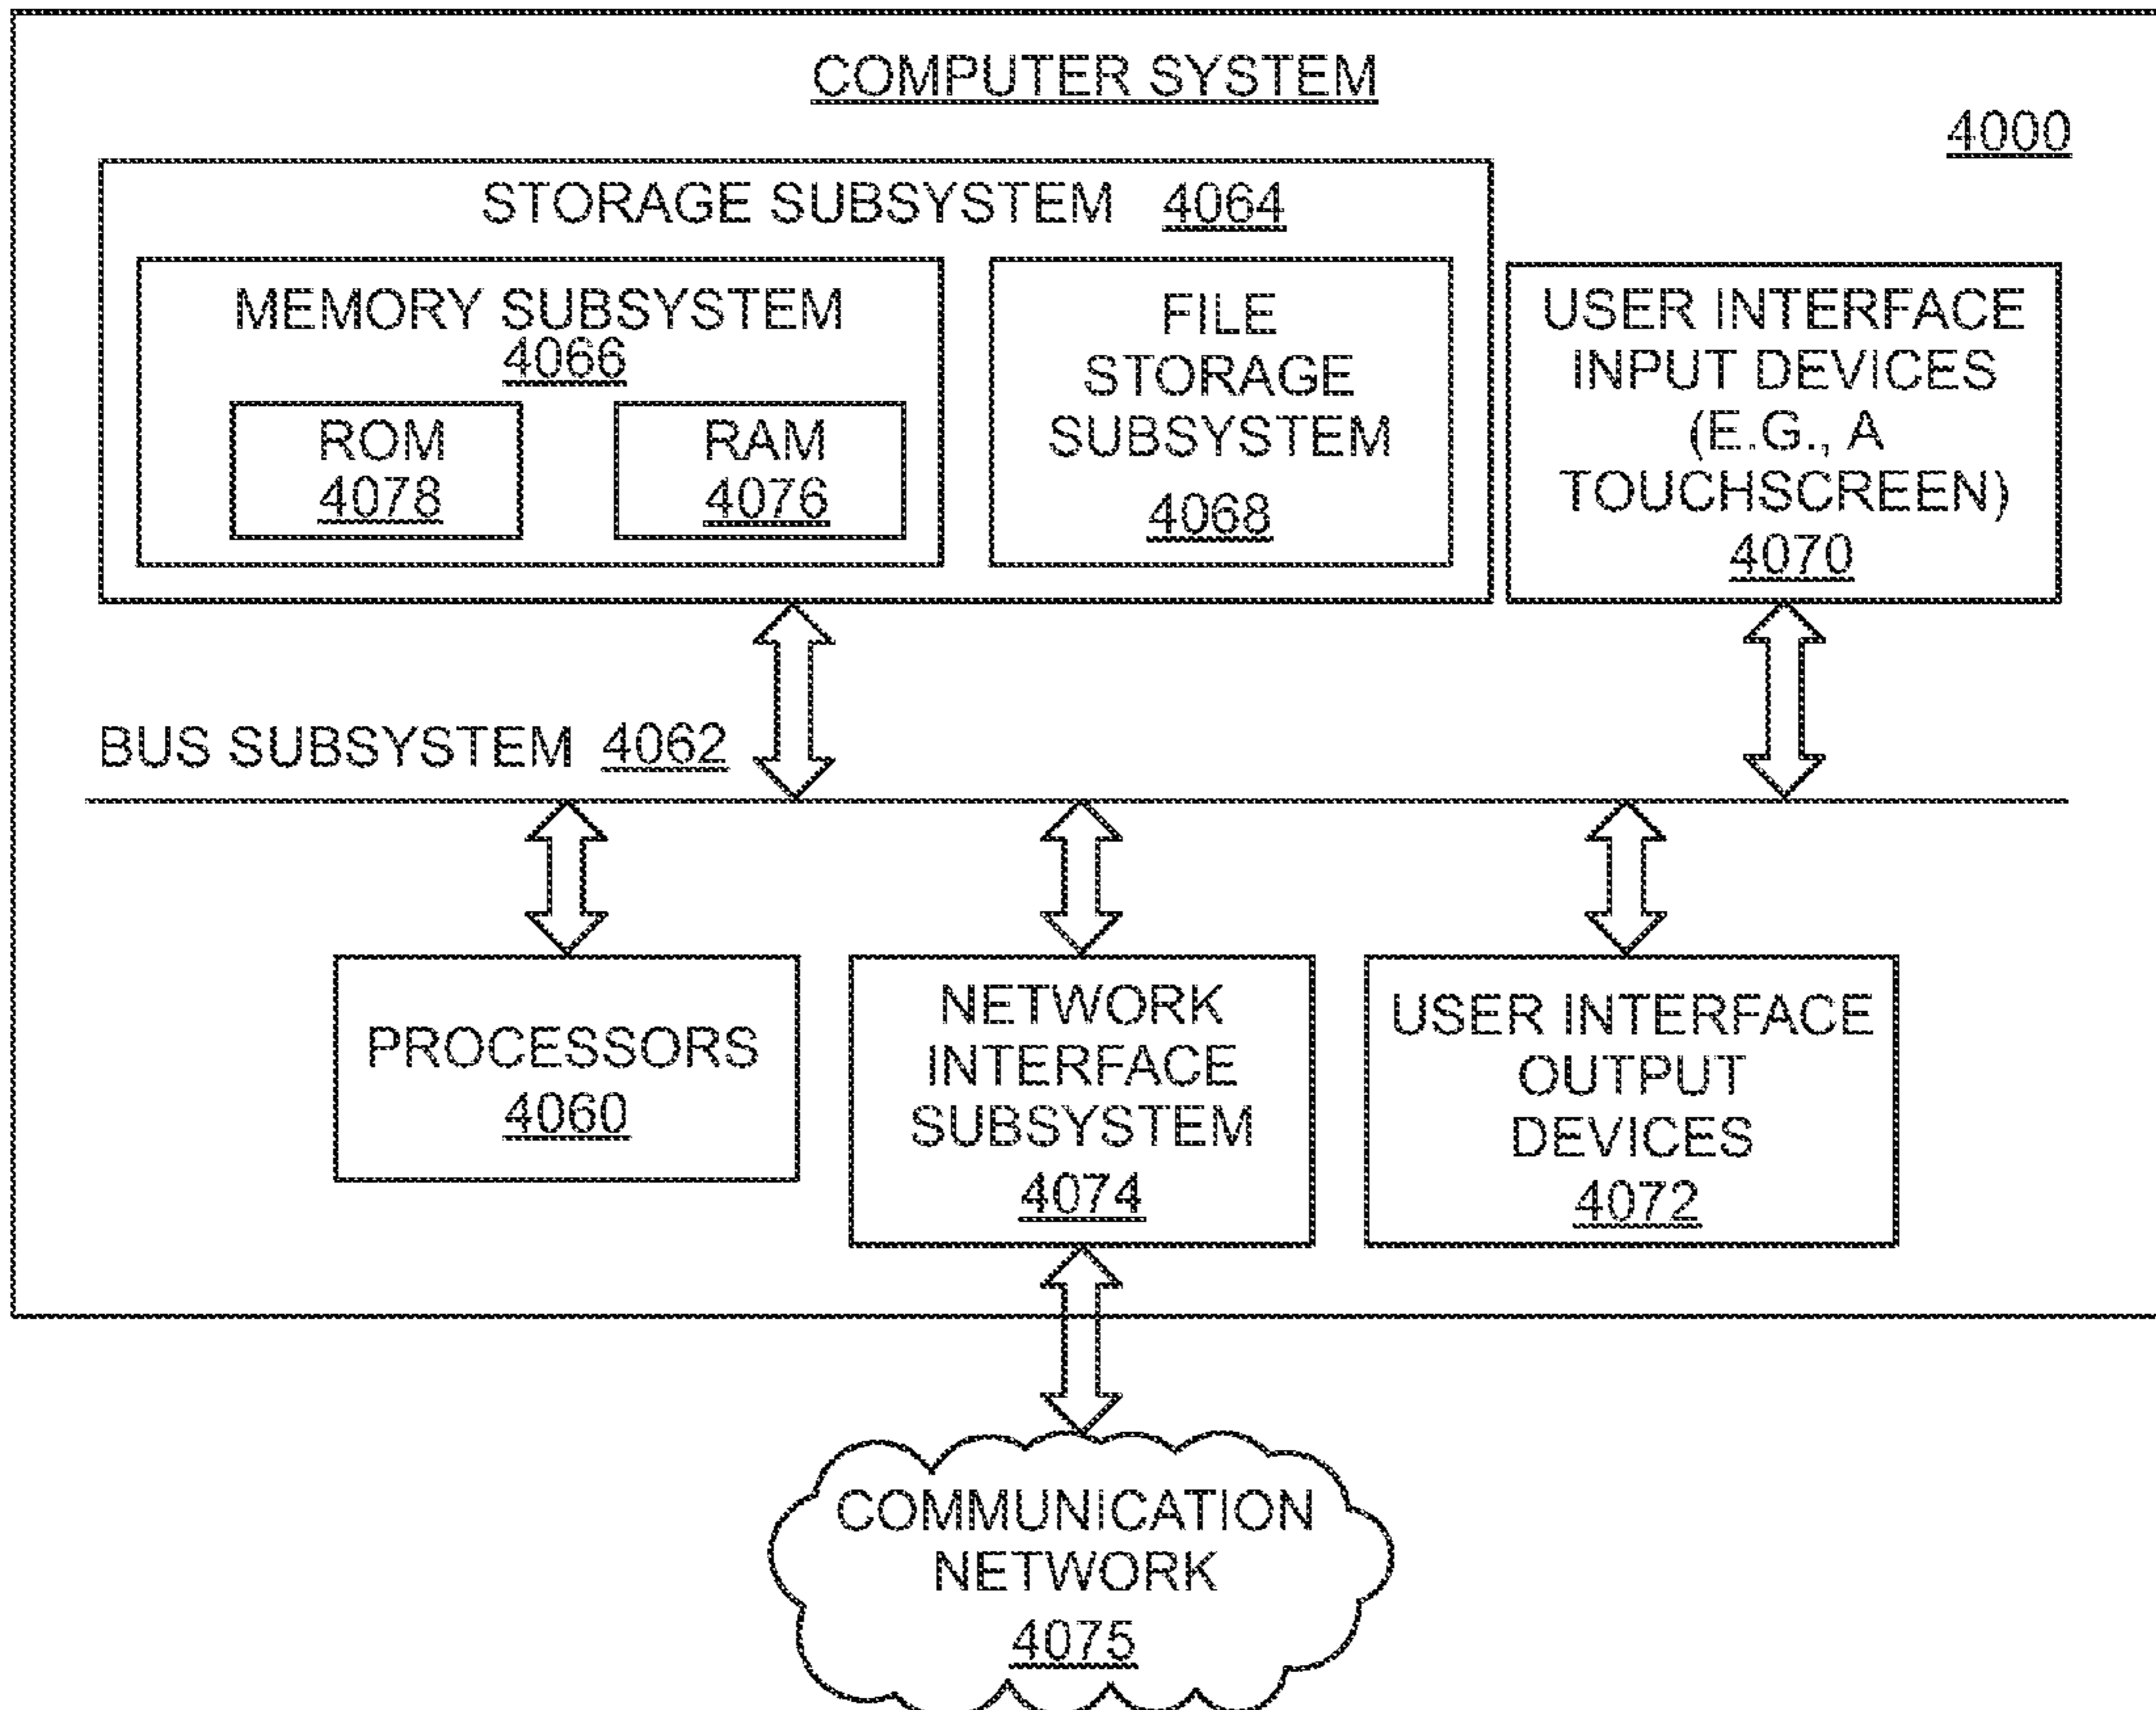 COMPUTER SYSTEM
4000
STORAGE SUBSYSTEM 4064
MEMORY SUBSYSTEM
4066
ROM
4078
RAM
4076
FILE
STORAGE
SUBSYSTEM
4068
USER INTERFACE
INPUT DEVICES
(E.G., A
TOUCHSCREEN)
4070
BUS SUBSYSTEM 4062
PROCESSORS
4060
NETWORK
INTERFACE
SUBSYSTEM
4074
USER INTERFACE
OUTPUT
DEVICES
4072
COMMUNICATION
NETWORK
4075